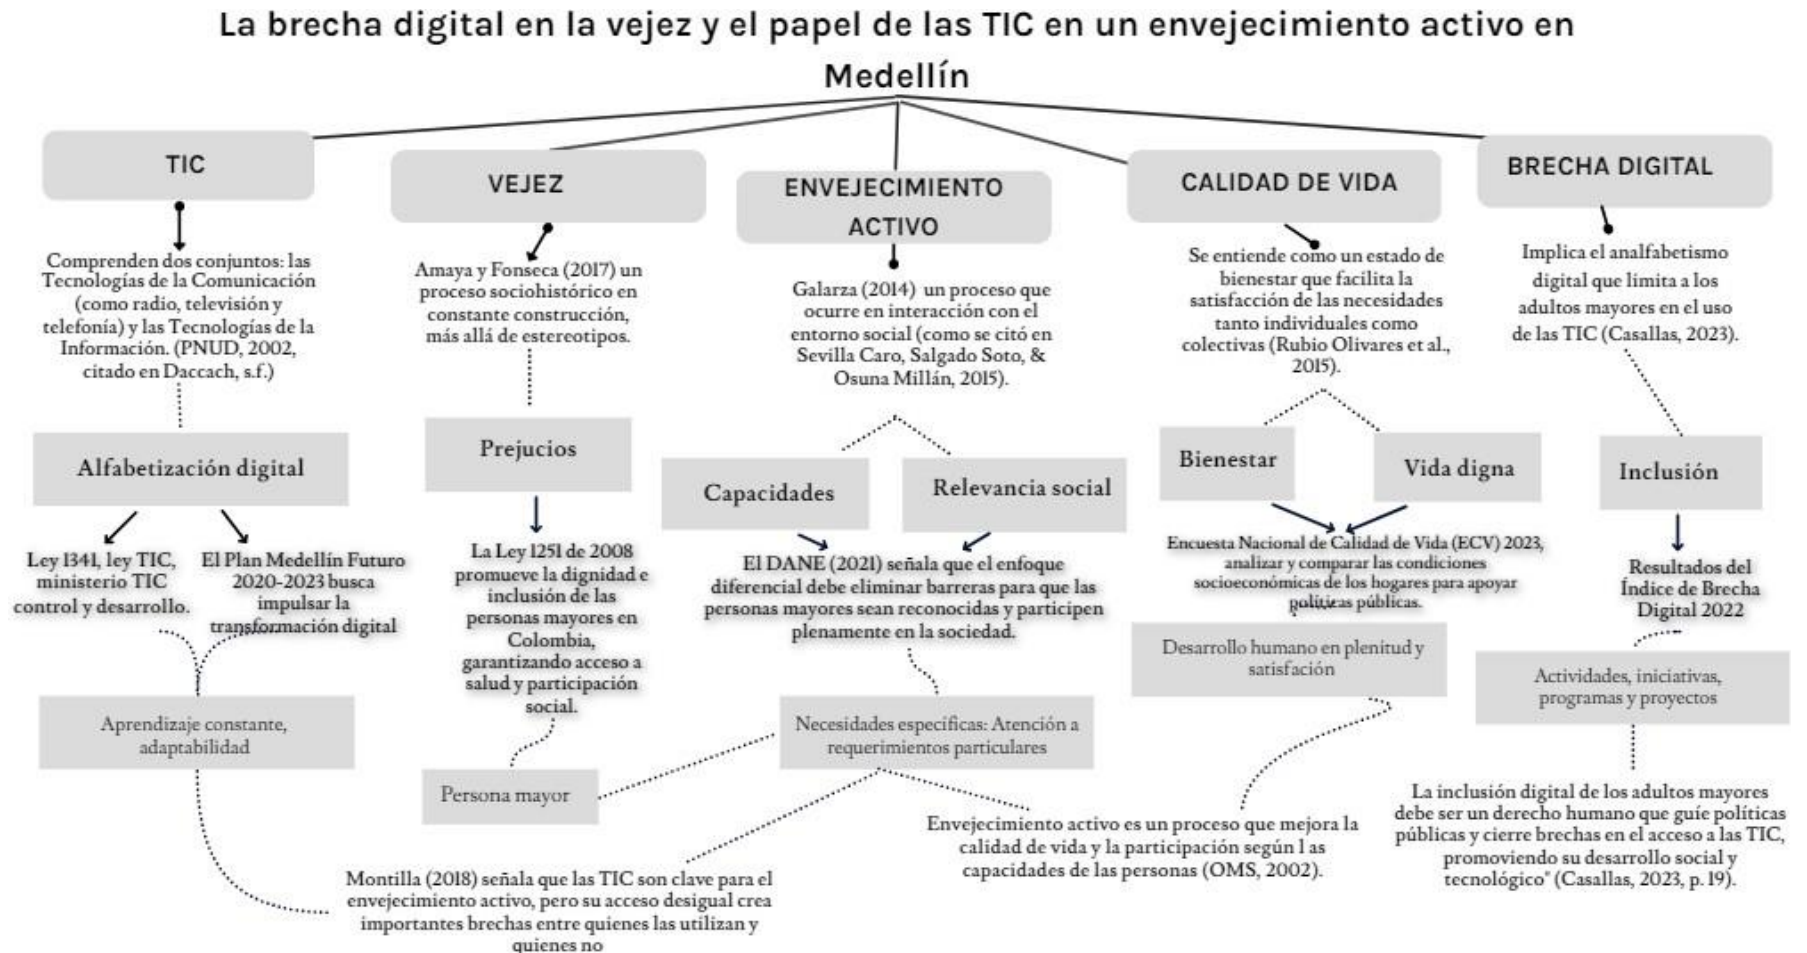 La brecha digital en la vejez y el papel de las TIC en un envejecimiento activo en
Medellín
TIC
Comprenden dos conjuntos: las
Tecnologías de la Comunicación
(como radio, televisión y
telefonía) y las Tecnologías de la
Información. (PNUD, 2002,
citado en Daccach, s.f.)
Alfabetización digital
Ley 1341, ley TIC,
ministerio TIC
control y desarrollo.
El Plan Medellín Futuro
2020-2023 busca
impulsar la
transformación digital
Aprendizaje constante,
adaptabilidad
VEJEZ
Amaya y Fonseca (2017) un
proceso sociohistórico en
constante construcción,
más allá de estereotipos.
Prejucios
La Ley 1251 de 2008
promueve la dignidad e
inclusión de las
personas mayores en
Colombia,
garantizando acceso a
salud y participación
social.
Persona mayor
ENVEJECIMIENTO
ACTIVO
Galarza (2014) un proceso que
ocurre en interacción con el
entorno social (como se citó en
Sevilla Caro, Salgado Soto, &
Osuna Millán, 2015).
Capacidades
Relevancia social
El DANE (2021) señala que el enfoque
diferencial debe eliminar barreras para que las
personas mayores sean reconocidas y participen
plenamente en la sociedad.
Necesidades específicas: Atención a
requerimientos particulares
CALIDAD DE VIDA
Se entiende como un estado de
bienestar que facilita la
satisfacción de las necesidades
tanto individuales como
colectivas (Rubio Olivares et al.,
2015).
Bienestar
Vida digna
Encuesta Nacional de Calidad de Vida (ECV) 2023,
analizar y comparar las condiciones
socioeconómicas de los hogares para apoyar
políticas públicas.
Desarrollo humano en plenitud y
satisfacción
BRECHA DIGITAL
Implica el analfabetismo
digital que limita a los
adultos mayores en el uso
de las TIC (Casallas, 2023).
Inclusión
Resultados del
Índice de Brecha
Digital 2022
Actividades, iniciativas,
programas y proyectos
La inclusión digital de los adultos mayores
debe ser un derecho humano que guíe políticas
públicas y cierre brechas en el acceso a las TIC,
promoviendo su desarrollo social y
tecnológico" (Casallas, 2023, p. 19).
Envejecimiento activo es un proceso que mejora la
calidad de vida y la participación según l as
capacidades de las personas (OMS, 2002).
Montilla (2018) señala que las TIC son clave para el
envejecimiento activo, pero su acceso desigual crea
importantes brechas entre quienes las utilizan y
quienes no